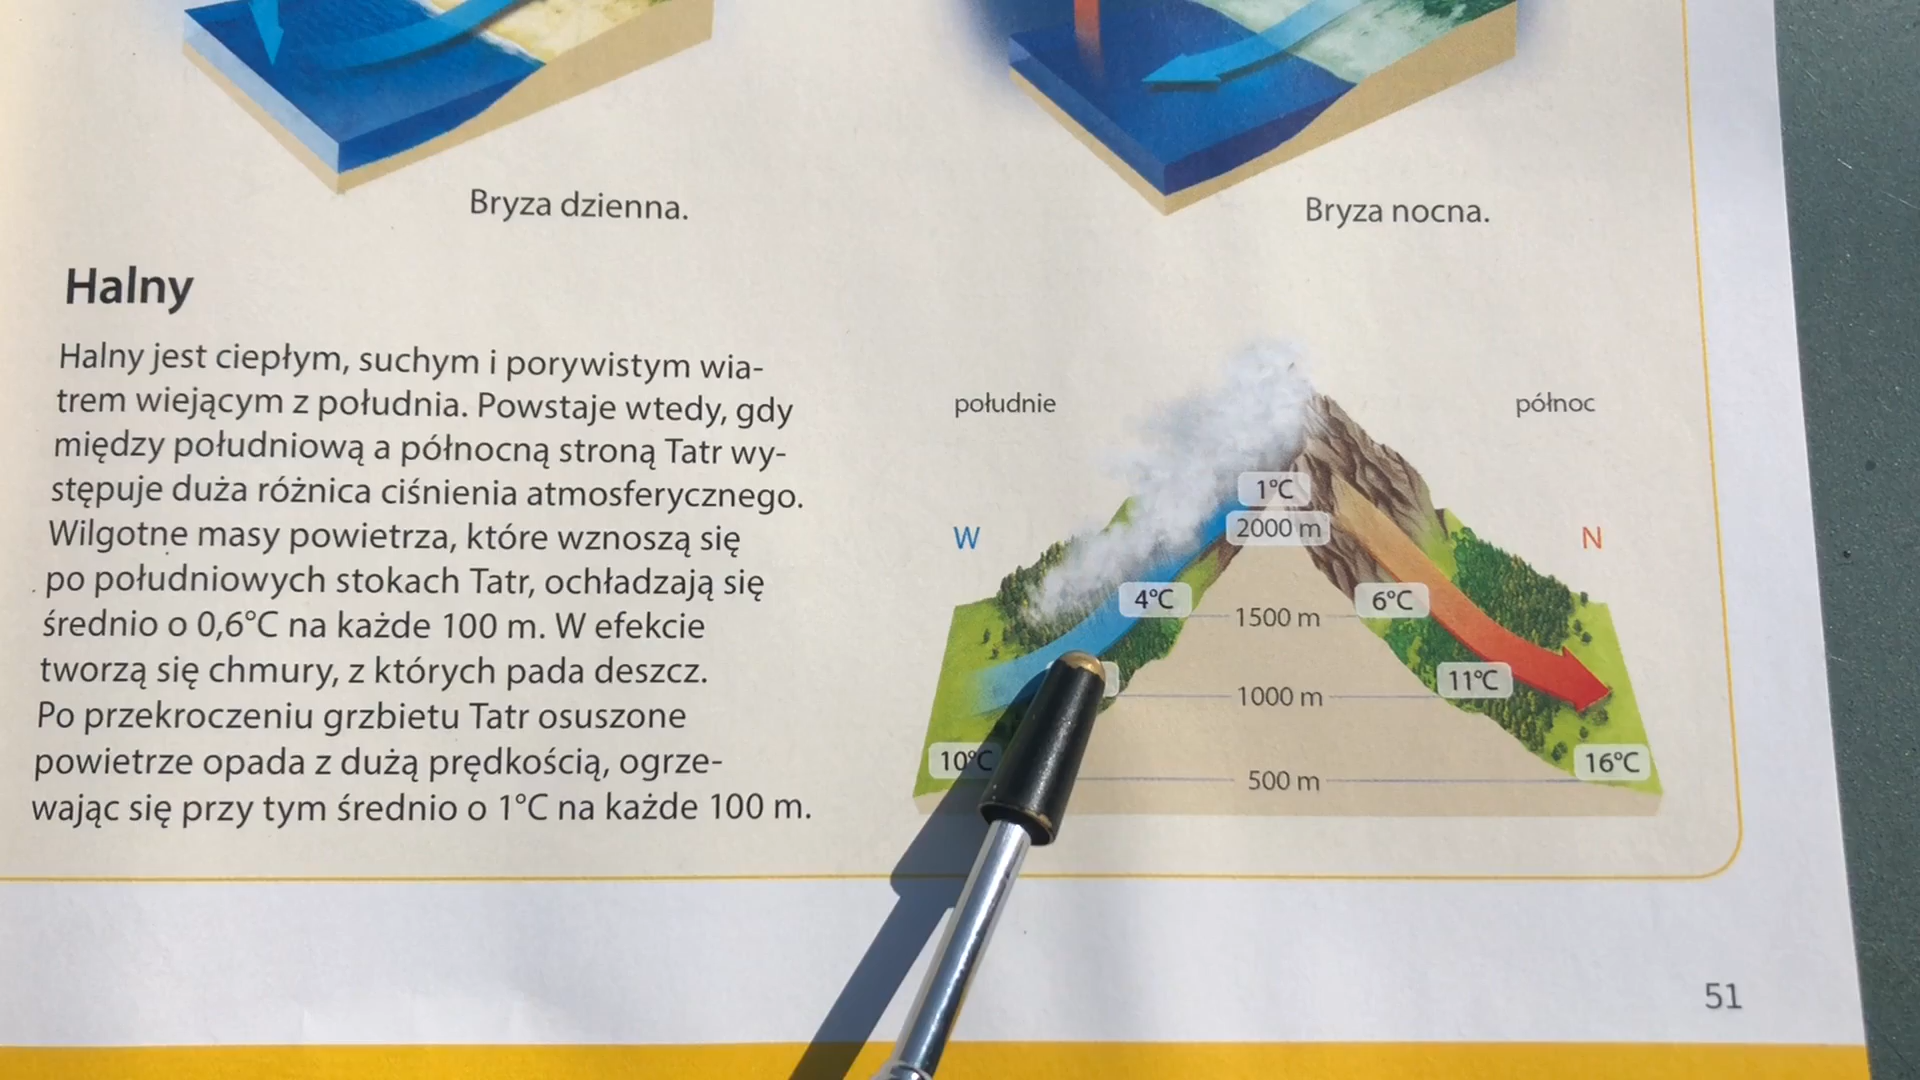 Bryza dzienna.
Bryza nocna.
Halny
Halny jest ciepłym, suchym i porywistym wia-
trem wiejącym z południa. Powstaje wtedy, gdy
między południową a północną stroną Tatr wy-
stępuje duża różnica ciśnienia atmosferycznego.
Wilgotne masy powietrza, które wznoszą się
po południowych stokach Tatr, ochładzają się
średnio o 0,6°C na każde 100 m. W efekcie
tworzą się chmury, z których pada deszcz.
Po przekroczeniu grzbietu Tatr osuszone
powietrze opada z dużą prędkością, ogrze-
wając się przy tym średnio o 1°C na każde 100 m.
południe
północ
1°C
2000 m
W
N
4°C
1500 m
6°C
1000 m
11°C
10°C
500 m
16°C
51